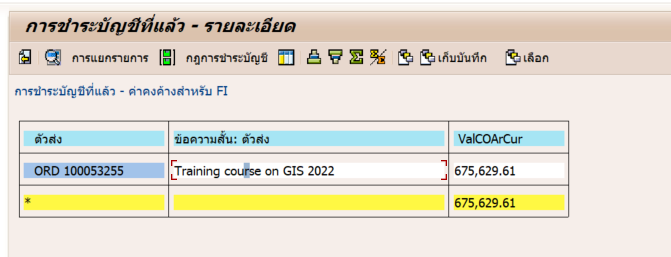 การชำระบัญชีที่แล้ว - รายละเอียด
การแยกรายการ กฎการชำระบัญชี เก็บบันทึก เลือก
การชำระบัญชีที่แล้ว - ค่าคงค้างสำหรับ FI
ตัวส่ง ข้อความสั้น: ตัวส่ง ValCOArCur
ORD 100053255 Training course on GIS 2022 675,629.61
* 675,629.61